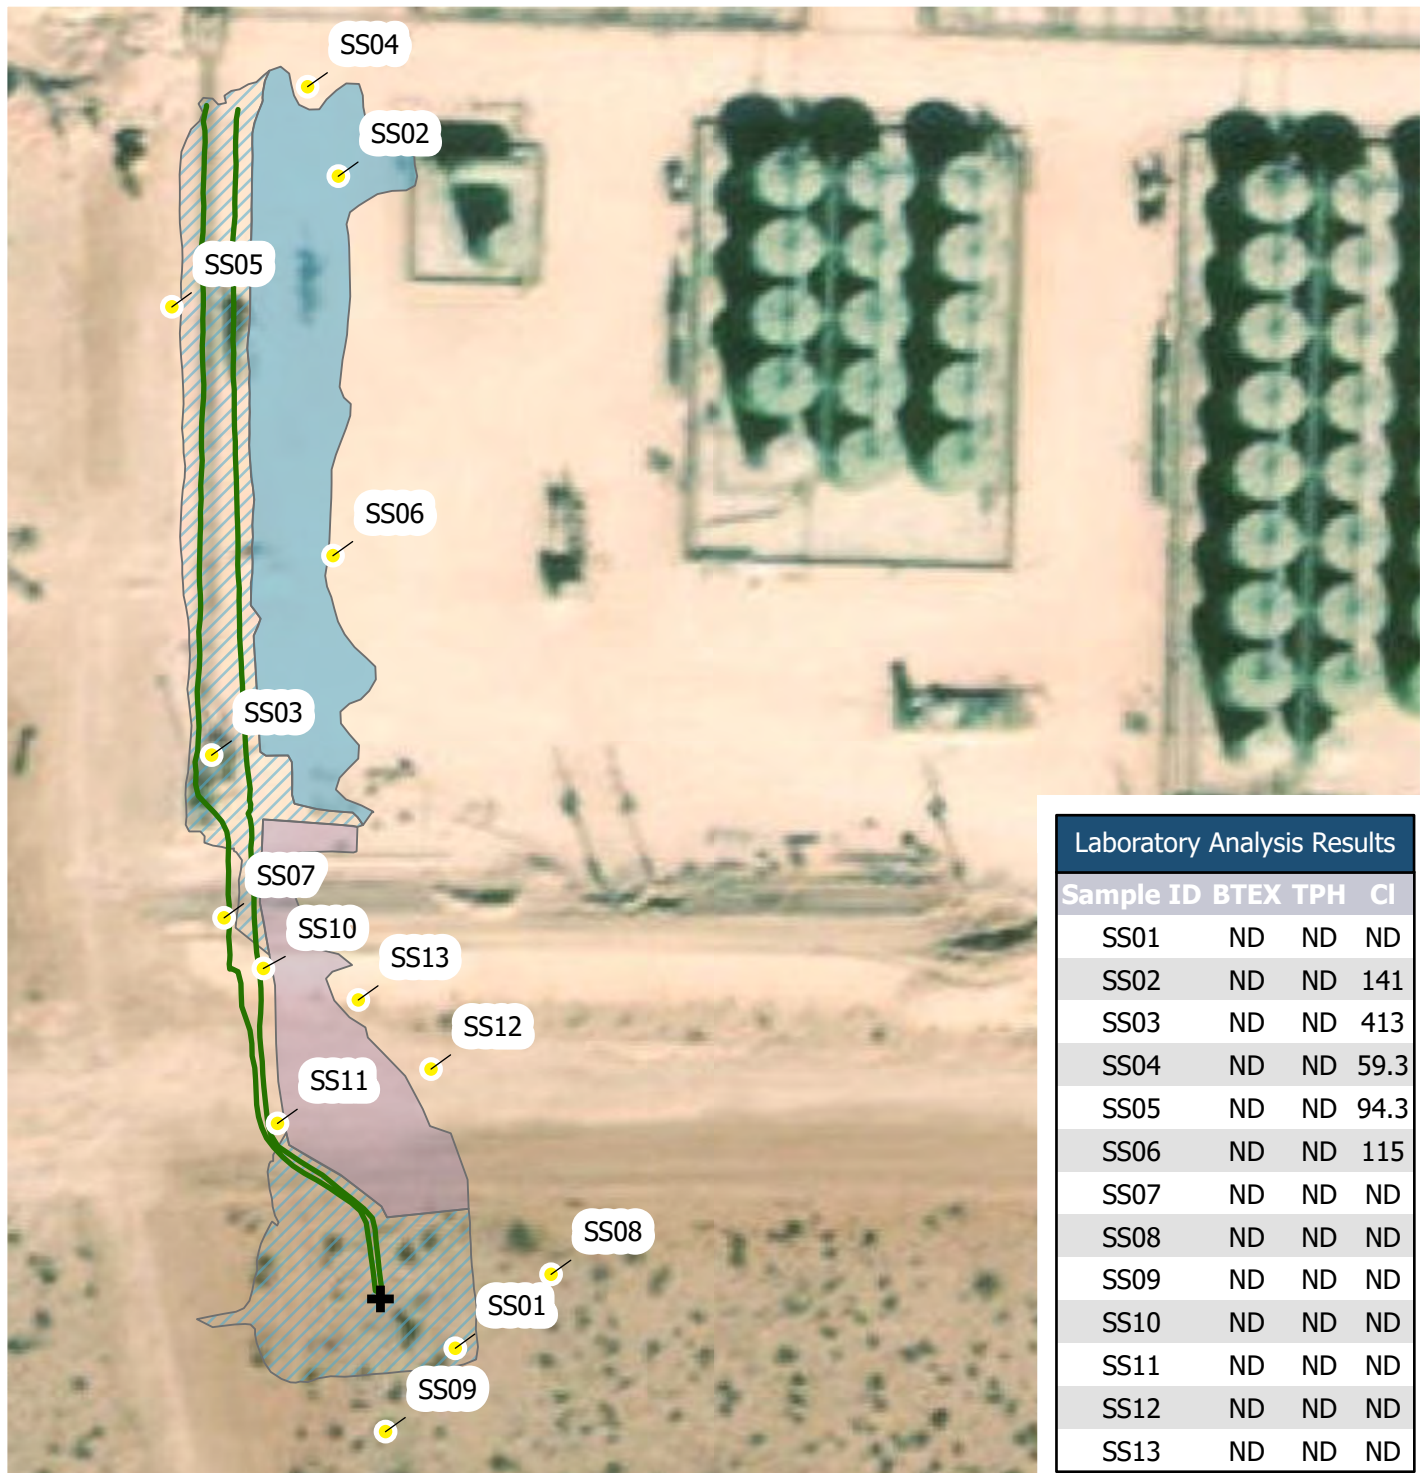 SS04
SS02
SS05
SS06
SS03
SS07
SS10
SS13
SS12
SS11
SS08
SS01
SS09
Laboratory Analysis Results
Sample ID BTEX TPH Cl
SS01 ND ND ND
SS02 ND ND 141
SS03 ND ND 413
SS04 ND ND 59.3
SS05 ND ND 94.3
SS06 ND ND 115
SS07 ND ND ND
SS08 ND ND ND
SS09 ND ND ND
SS10 ND ND ND
SS11 ND ND ND
SS12 ND ND ND
SS13 ND ND ND